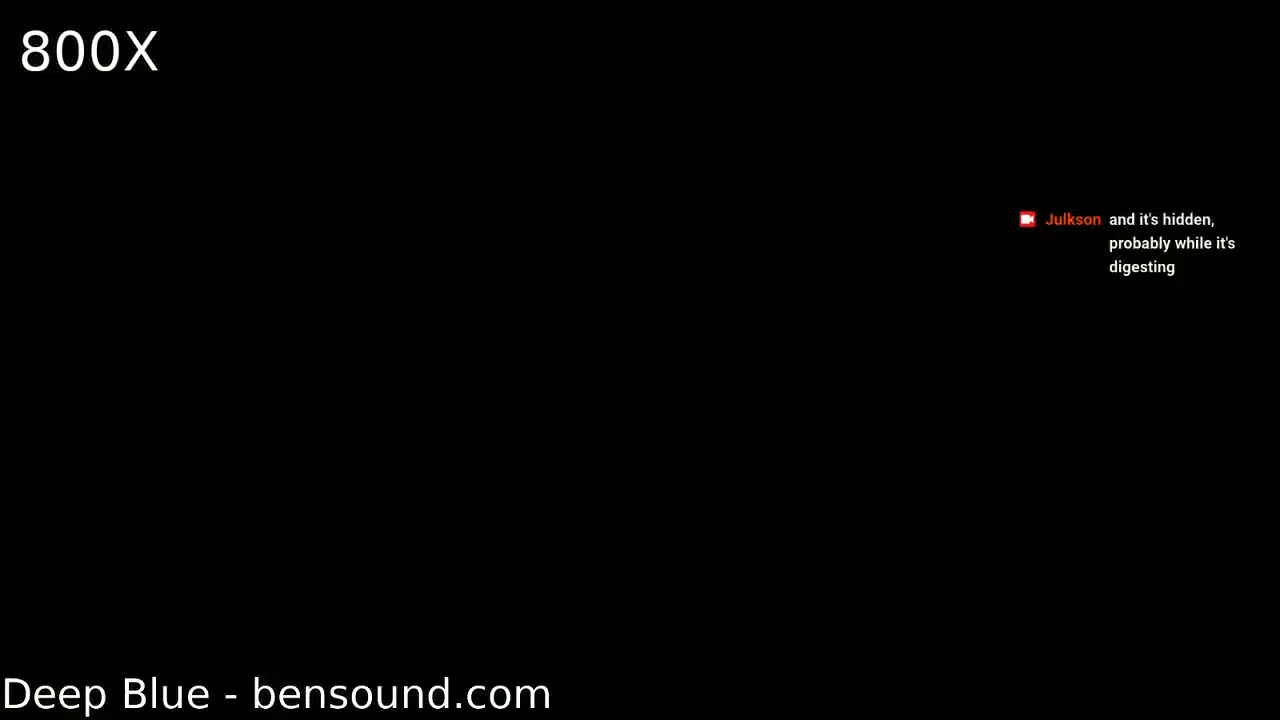 800X
Julkson and it's hidden,
probably while it's
digesting
Deep Blue - bensound.com